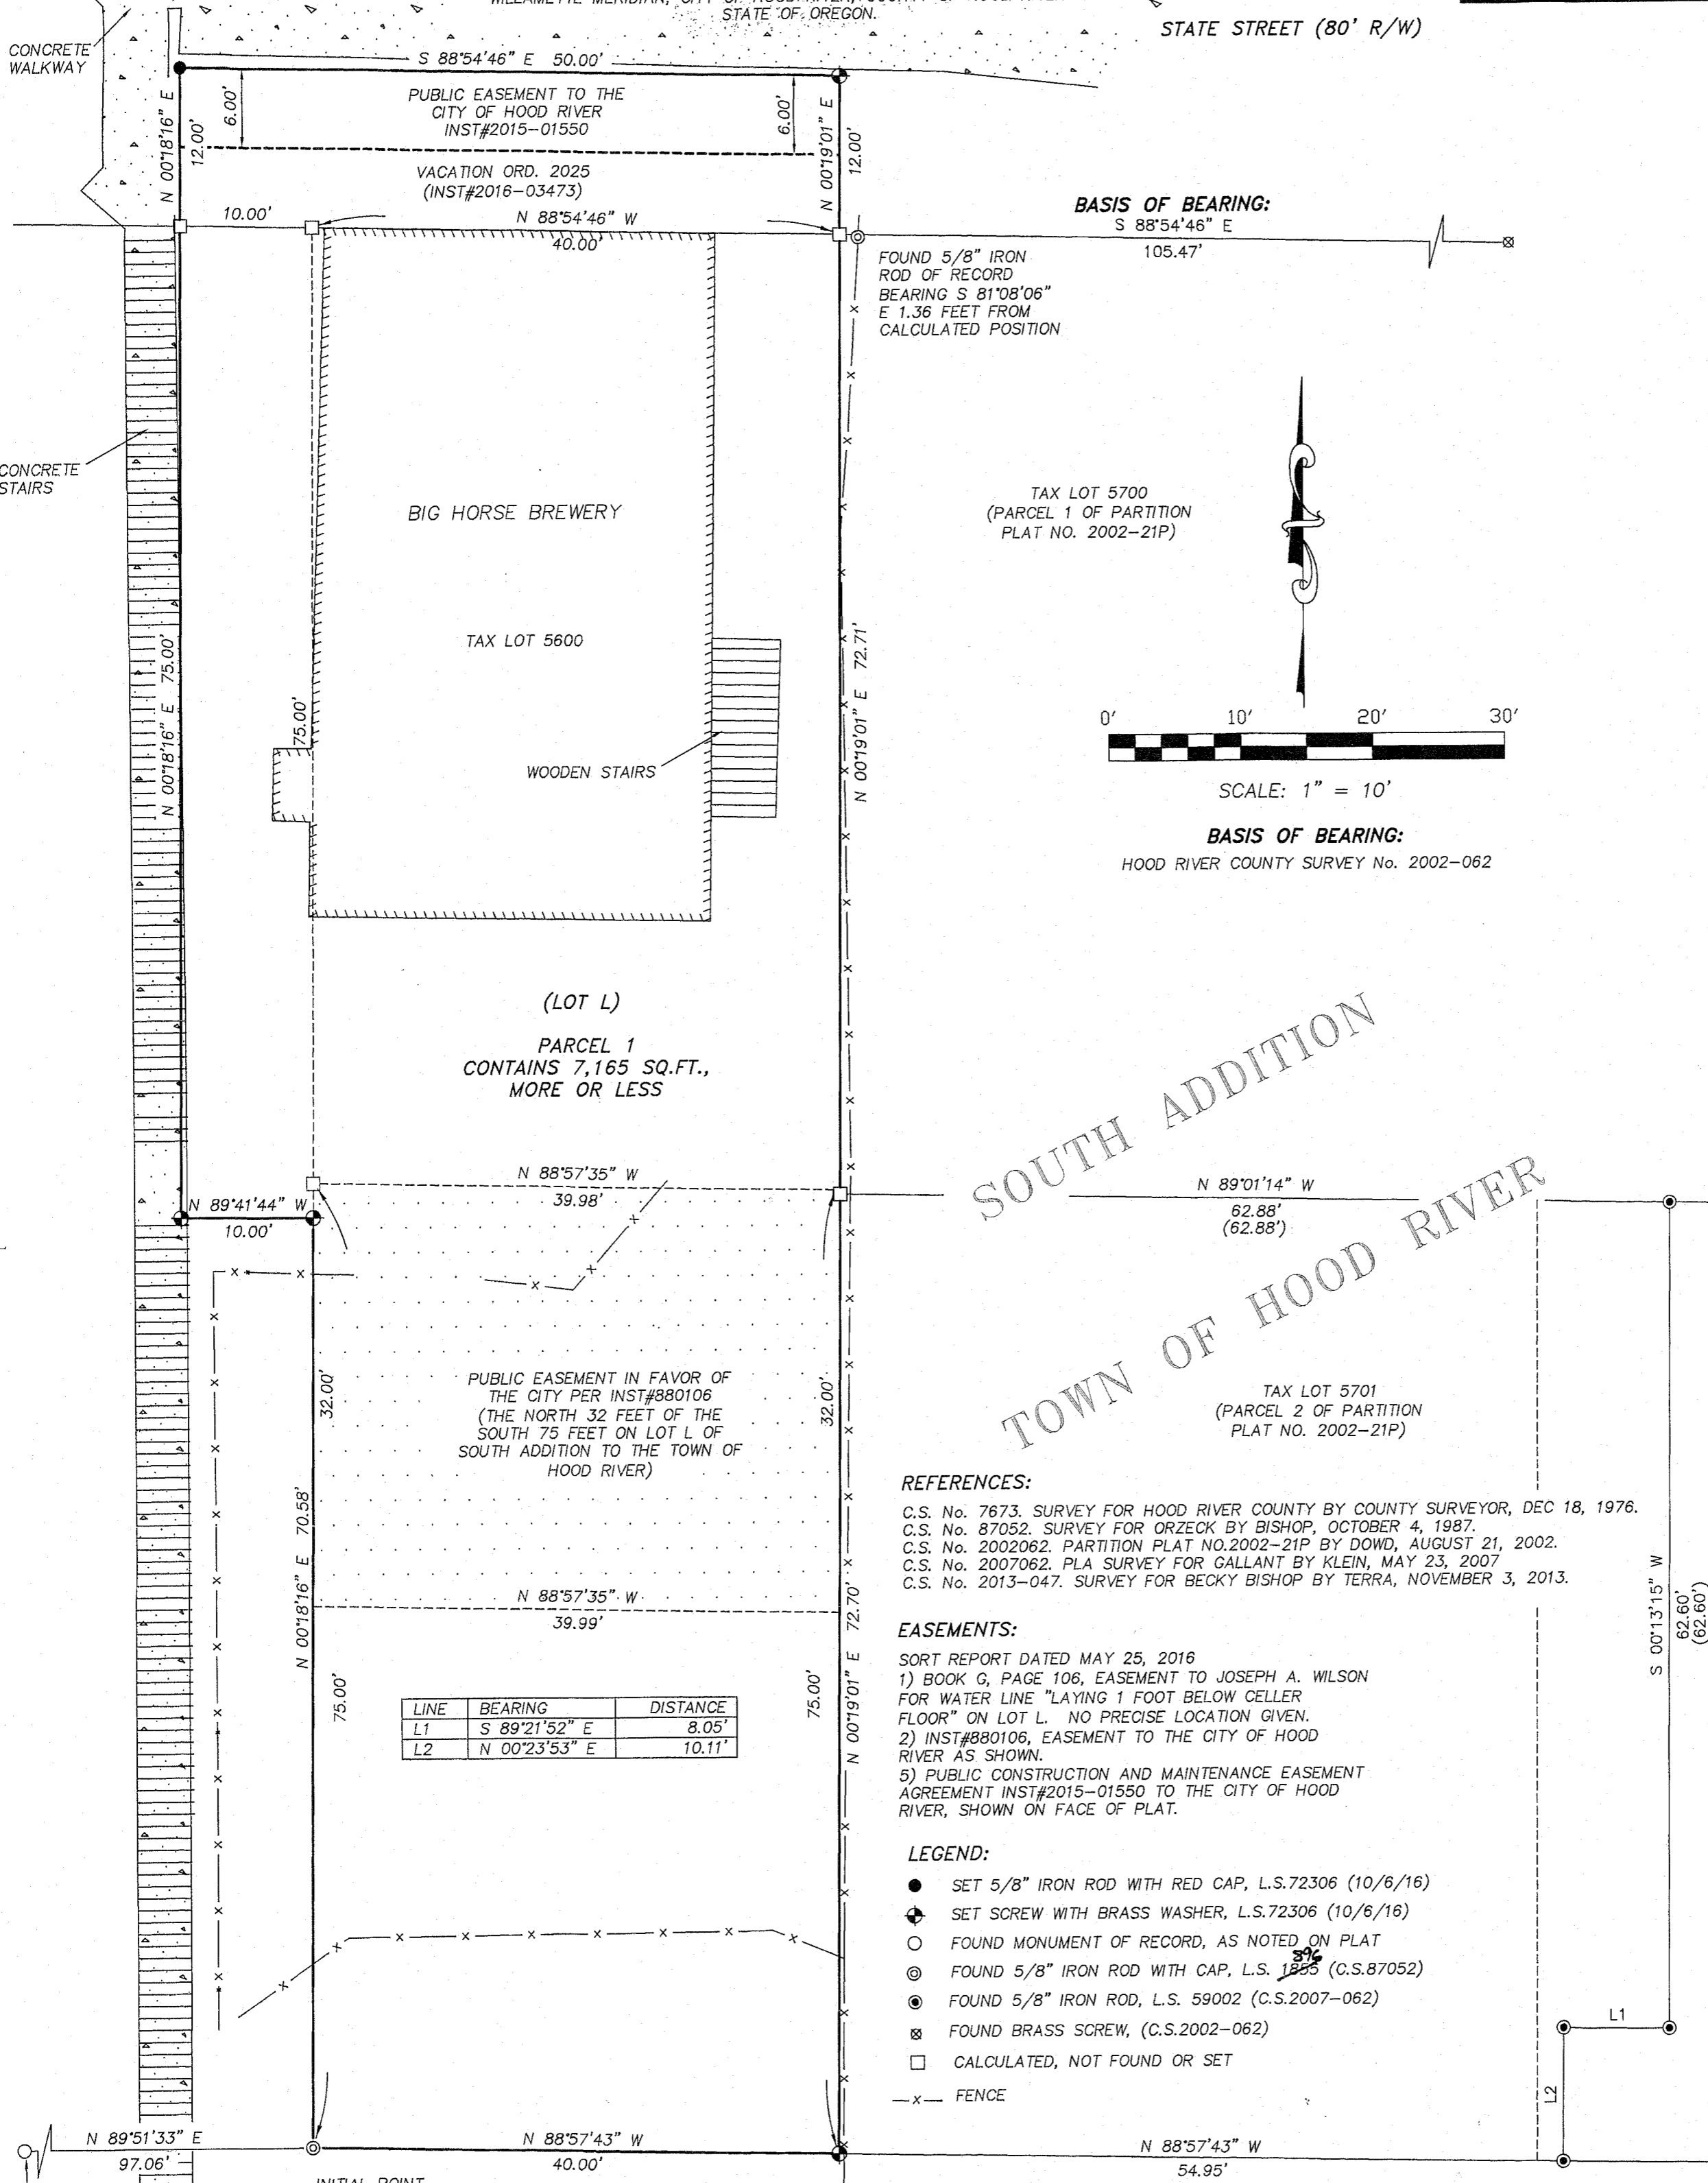 STATE OF OREGON.
STATE STREET (80' R/W)
CONCRETE
WALKWAY
S 88°54'46" E 50.00'
N 00°18'16" E
12.00'
6.00'
PUBLIC EASEMENT TO THE
CITY OF HOOD RIVER
INST#2015-01550
6.00'
N 00°19'01" E
12.00'
VACATION ORD. 2025
(INST#2016-03473)
10.00'
N 88°54'46" W
40.00'
BASIS OF BEARING:
S 88°54'46" E
105.47'
FOUND 5/8" IRON
ROD OF RECORD
BEARING S 81°08'06"
E 1.36 FEET FROM
CALCULATED POSITION
CONCRETE
STAIRS
BIG HORSE BREWERY
TAX LOT 5700
(PARCEL 1 OF PARTITION
PLAT NO. 2002-21P)
TAX LOT 5600
N 00°18'16" E 75.00'
75.00'
WOODEN STAIRS
N 00°19'01" E 72.71'
0' 10' 20' 30'
SCALE: 1" = 10'
BASIS OF BEARING:
HOOD RIVER COUNTY SURVEY No. 2002-062
(LOT L)
PARCEL 1
CONTAINS 7,165 SQ.FT.,
MORE OR LESS
SOUTH ADDITION
TOWN OF HOOD RIVER
N 88°57'35" W
39.98'
N 89°41'44" W
10.00'
N 89°01'14" W
62.88'
(62.88')
32.00'
PUBLIC EASEMENT IN FAVOR OF
THE CITY PER INST#880106
(THE NORTH 32 FEET OF THE
SOUTH 75 FEET ON LOT L OF
SOUTH ADDITION TO THE TOWN OF
HOOD RIVER)
32.00'
TAX LOT 5701
(PARCEL 2 OF PARTITION
PLAT NO. 2002-21P)
N 00°18'16" E 70.58'
N 88°57'35" W
39.99'
N 00°19'01" E 72.70'
75.00'
75.00'
S 00°13'15" W
62.60'
(62.60')
REFERENCES:
C.S. No. 7673. SURVEY FOR HOOD RIVER COUNTY BY COUNTY SURVEYOR, DEC 18, 1976.
C.S. No. 87052. SURVEY FOR ORZECK BY BISHOP, OCTOBER 4, 1987.
C.S. No. 2002062. PARTITION PLAT NO.2002-21P BY DOWD, AUGUST 21, 2002.
C.S. No. 2007062. PLA SURVEY FOR GALLANT BY KLEIN, MAY 23, 2007
C.S. No. 2013-047. SURVEY FOR BECKY BISHOP BY TERRA, NOVEMBER 3, 2013.
EASEMENTS:
SORT REPORT DATED MAY 25, 2016
1) BOOK G, PAGE 106, EASEMENT TO JOSEPH A. WILSON
FOR WATER LINE "LAYING 1 FOOT BELOW CELLER
FLOOR" ON LOT L. NO PRECISE LOCATION GIVEN.
2) INST#880106, EASEMENT TO THE CITY OF HOOD
RIVER AS SHOWN.
5) PUBLIC CONSTRUCTION AND MAINTENANCE EASEMENT
AGREEMENT INST#2015-01550 TO THE CITY OF HOOD
RIVER, SHOWN ON FACE OF PLAT.
LINE BEARING DISTANCE
L1 S 89°21'52" E 8.05'
L2 N 00°23'53" E 10.11'
LEGEND:
SET 5/8" IRON ROD WITH RED CAP, L.S.72306 (10/6/16)
SET SCREW WITH BRASS WASHER, L.S.72306 (10/6/16)
FOUND MONUMENT OF RECORD, AS NOTED ON PLAT
896
FOUND 5/8" IRON ROD WITH CAP, L.S. 1855 (C.S.87052)
FOUND 5/8" IRON ROD, L.S. 59002 (C.S.2007-062)
FOUND BRASS SCREW, (C.S.2002-062)
CALCULATED, NOT FOUND OR SET
—x— FENCE
L1
L2
N 89°51'33" E
97.06'
N 88°57'43" W
40.00'
N 88°57'43" W
54.95'
INITIAL POINT